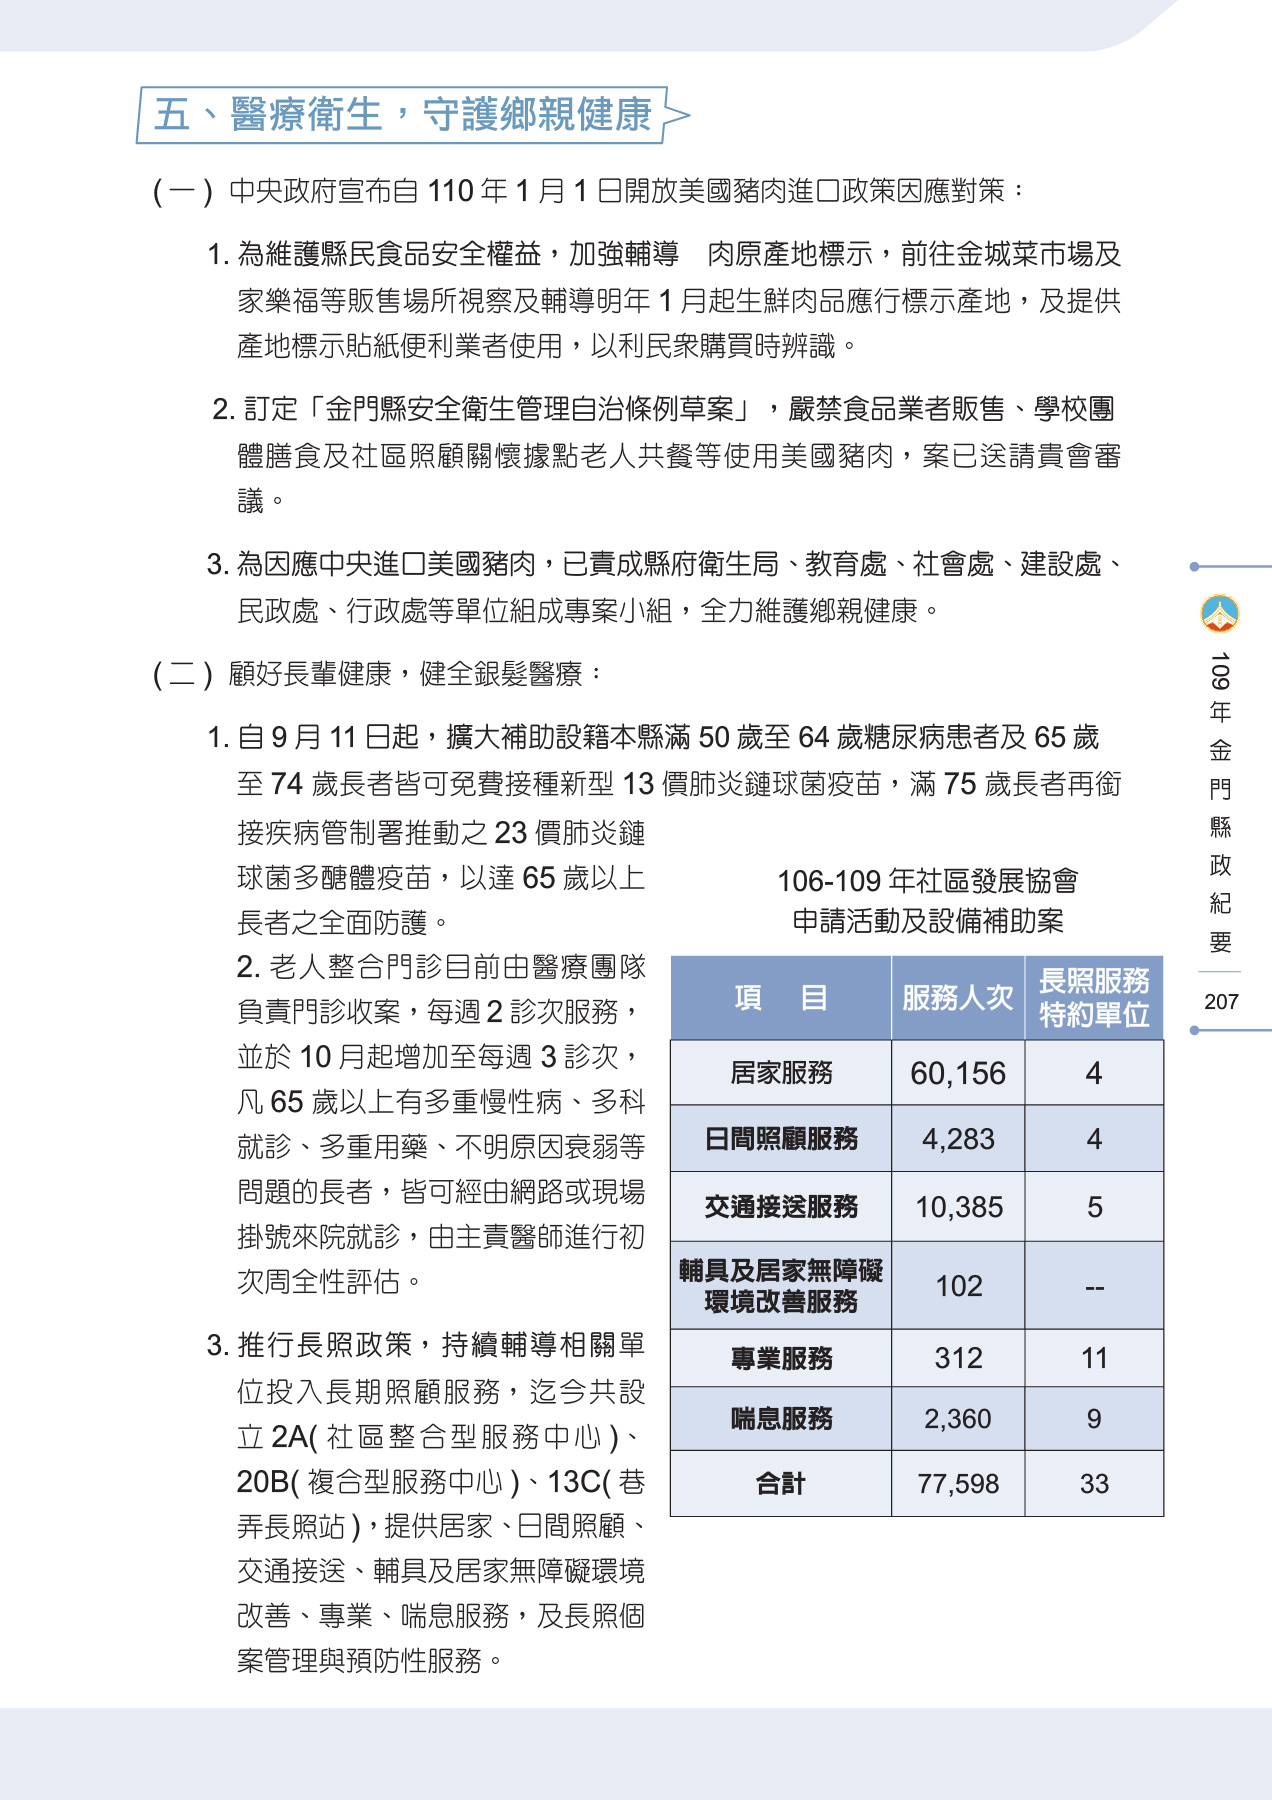 五、醫療衛生，守護鄉親健康
(一) 中央政府宣布自 110 年 1 月 1 日開放美國豬肉進口政策因應對策：
1. 為維護縣民食品安全權益，加強輔導　肉原產地標示，前往金城菜市場及
家樂福等販售場所視察及輔導明年 1 月起生鮮肉品應行標示產地，及提供
產地標示貼紙便利業者使用，以利民眾購買時辨識。
2. 訂定「金門縣安全衛生管理自治條例草案」，嚴禁食品業者販售、學校團
體膳食及社區照顧關懷據點老人共餐等使用美國豬肉，案已送請貴會審
議。
3. 為因應中央進口美國豬肉，已責成縣府衛生局、教育處、社會處、建設處、
民政處、行政處等單位組成專案小組，全力維護鄉親健康。
(二) 顧好長輩健康，健全銀髮醫療：
1. 自 9 月 11 日起，擴大補助設籍本縣滿 50 歲至 64 歲糖尿病患者及 65 歲
至 74 歲長者皆可免費接種新型 13 價肺炎鏈球菌疫苗，滿 75 歲長者再銜
接疾病管制署推動之 23 價肺炎鏈
球菌多醣體疫苗，以達 65 歲以上
長者之全面防護。
2. 老人整合門診目前由醫療團隊
負責門診收案，每週 2 診次服務，
並於 10 月起增加至每週 3 診次，
凡 65 歲以上有多重慢性病、多科
就診、多重用藥、不明原因衰弱等
問題的長者，皆可經由網路或現場
掛號來院就診，由主責醫師進行初
次周全性評估。
3. 推行長照政策，持續輔導相關單
位投入長期照顧服務，迄今共設
立 2A( 社區整合型服務中心 )、
20B( 複合型服務中心 )、13C( 巷
弄長照站 )，提供居家、日間照顧、
交通接送、輔具及居家無障礙環境
改善、專業、喘息服務，及長照個
案管理與預防性服務。
106-109 年社區發展協會
申請活動及設備補助案
項　目 服務人次 長照服務
特約單位
居家服務 60,156 4
日間照顧服務 4,283 4
交通接送服務 10,385 5
輔具及居家無障礙
環境改善服務 102 --
專業服務 312 11
喘息服務 2,360 9
合計 77,598 33
109 年金門縣政紀要
207